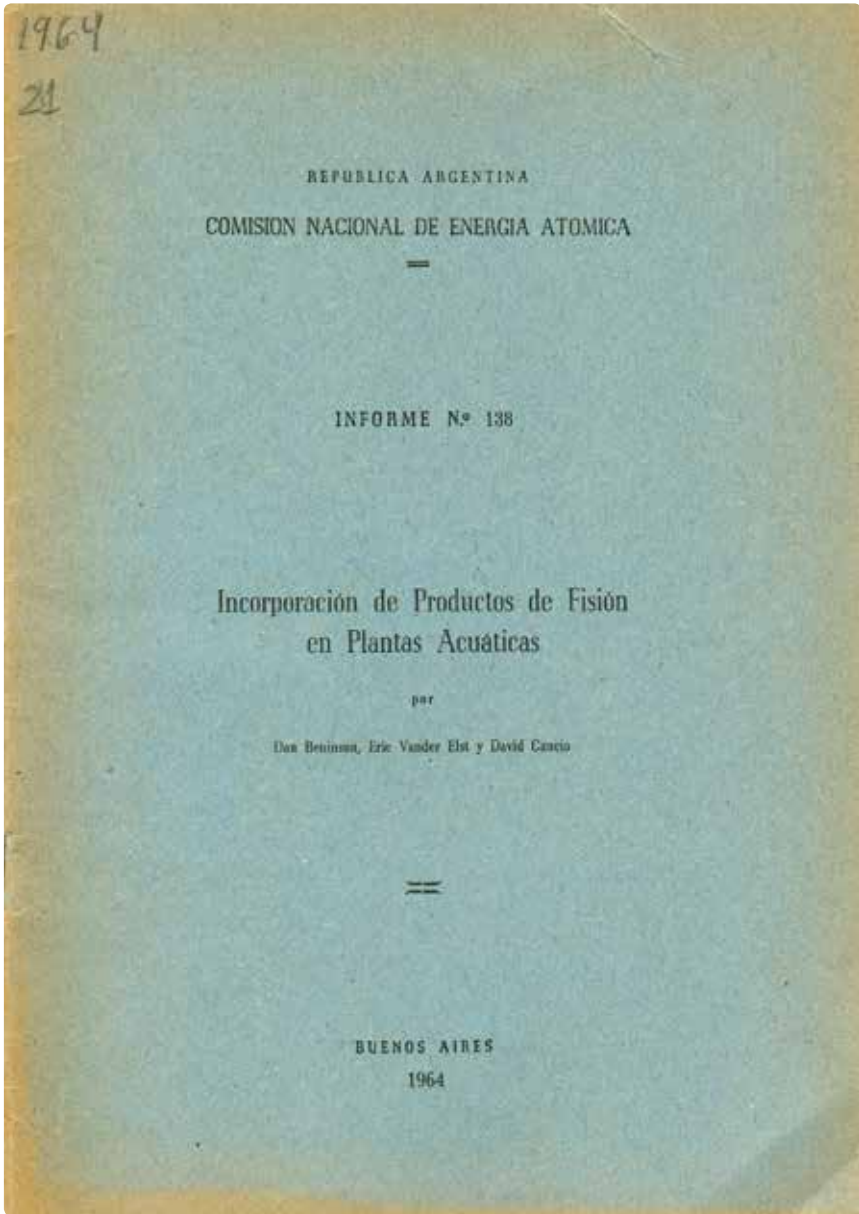 1964
21
REPUBLICA ARGENTINA
COMISION NACIONAL DE ENERGIA ATOMICA
INFORME N.º 138
Incorporación de Productos de Fisión
en Plantas Acuáticas
por
Dan Beninson, Eric Vander Elst y David Cancio
BUENOS AIRES
1964